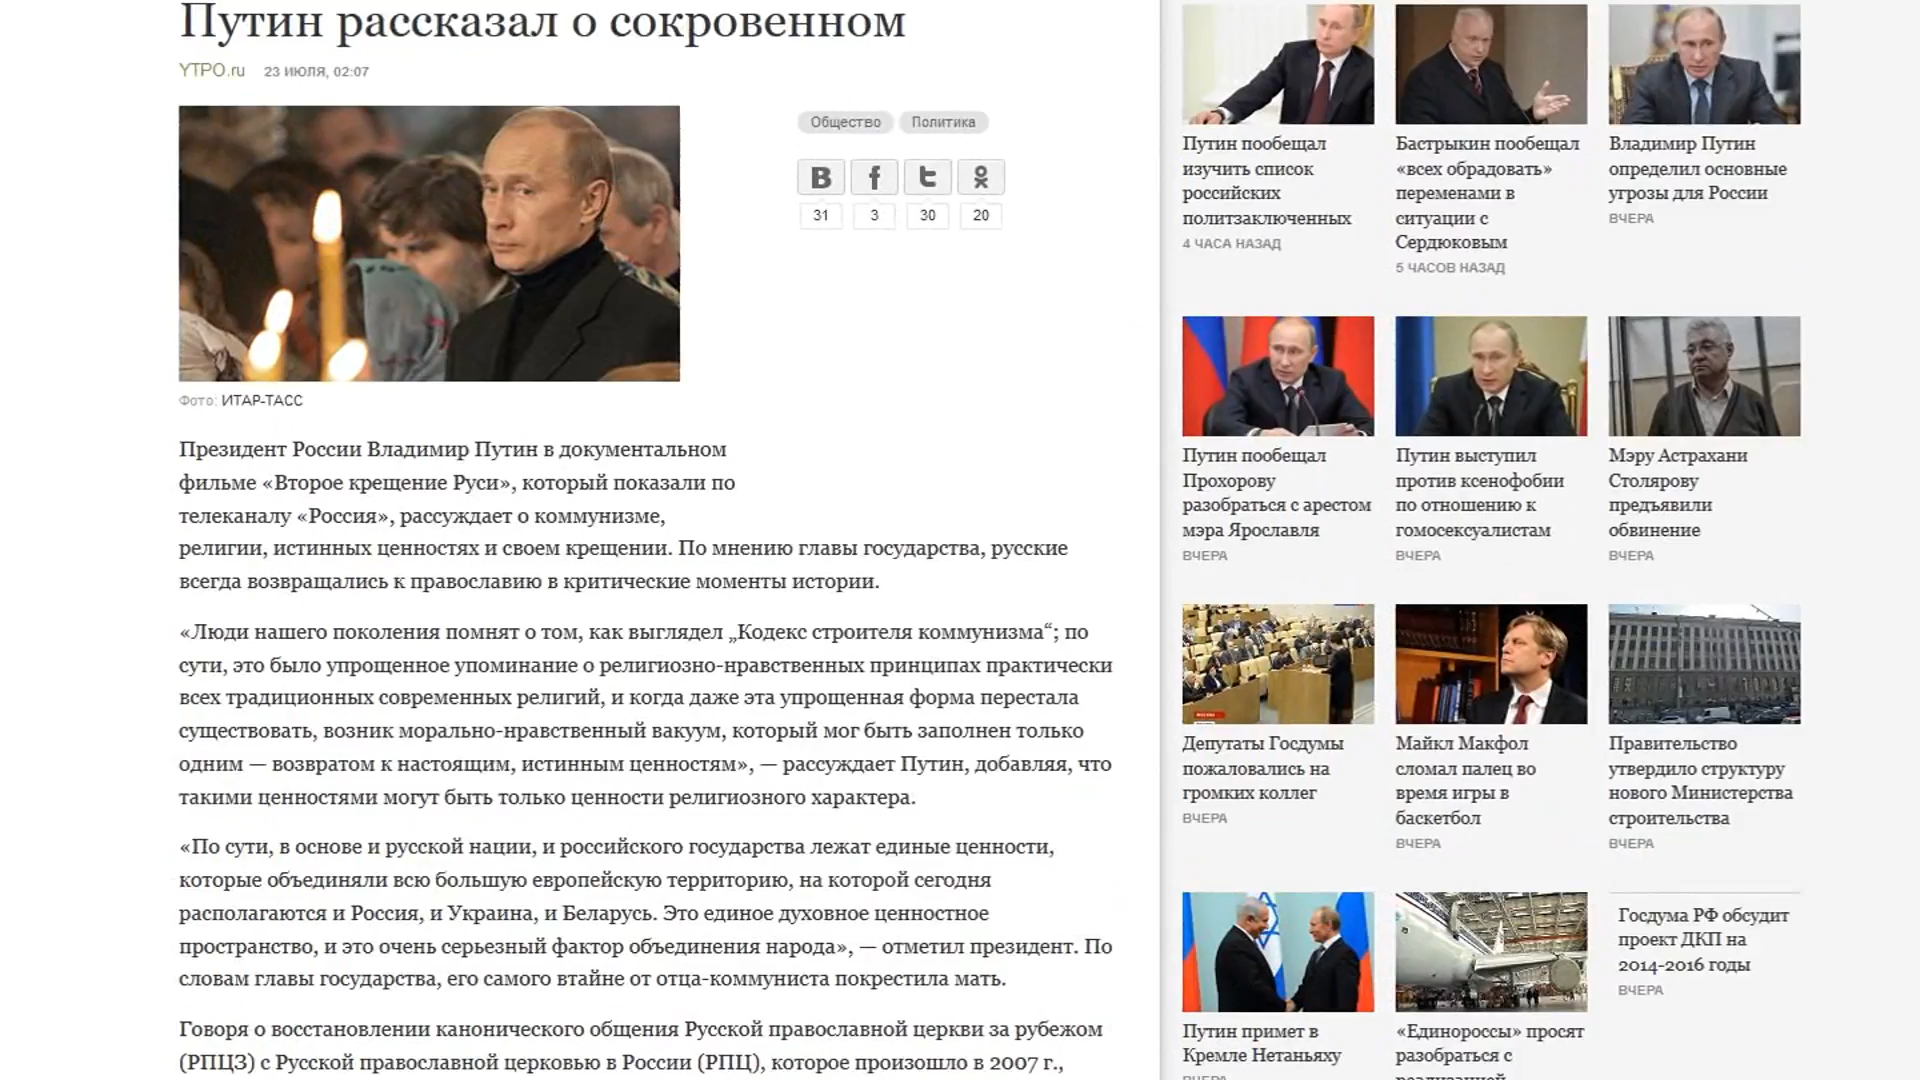 Путин рассказал о сокровенном
YTPO.ru 23 ИЮЛЯ, 02:07
Общество Политика
31 3 30 20
Фото: ИТАР-ТАСС
Президент России Владимир Путин в документальном
фильме «Второе крещение Руси», который показали по
телеканалу «Россия», рассуждает о коммунизме,
религии, истинных ценностях и своем крещении. По мнению главы государства, русские
всегда возвращались к православию в критические моменты истории.
«Люди нашего поколения помнят о том, как выглядел „Кодекс строителя коммунизма“; по
сути, это было упрощенное упоминание о религиозно-нравственных принципах практически
всех традиционных современных религий, и когда даже эта упрощенная форма перестала
существовать, возник морально-нравственный вакуум, который мог быть заполнен только
одним — возвратом к настоящим, истинным ценностям», — рассуждает Путин, добавляя, что
такими ценностями могут быть только ценности религиозного характера.
«По сути, в основе и русской нации, и российского государства лежат единые ценности,
которые объединяли всю большую европейскую территорию, на которой сегодня
располагаются и Россия, и Украина, и Беларусь. Это единое духовное ценностное
пространство, и это очень серьезный фактор объединения народа», — отметил президент. По
словам главы государства, его самого втайне от отца-коммуниста покрестила мать.
Говоря о восстановлении канонического общения Русской православной церкви за рубежом
(РПЦЗ) с Русской православной церковью в России (РПЦ), которое произошло в 2007 г.,
Путин пообещал
изучить список
российских
политзаключенных
4 ЧАСА НАЗАД
Бастрыкин пообещал
«всех обрадовать»
переменами в
ситуации с
Сердюковым
5 ЧАСОВ НАЗАД
Владимир Путин
определил основные
угрозы для России
ВЧЕРА
Путин пообещал
Прохорову
разобраться с арестом
мэра Ярославля
ВЧЕРА
Путин выступил
против ксенофобии
по отношению к
гомосексуалистам
ВЧЕРА
Мэру Астрахани
Столярову
предъявили
обвинение
ВЧЕРА
Депутаты Госдумы
пожаловались на
громких коллег
ВЧЕРА
Майкл Макфол
сломал палец во
время игры в
баскетбол
ВЧЕРА
Правительство
утвердило структуру
нового Министерства
строительства
ВЧЕРА
Путин примет в
Кремле Нетаньяху
ВЧЕРА
«Единороссы» просят
разобраться с
реализацией
Госдума РФ обсудит
проект ДКП на
2014-2016 годы
ВЧЕРА